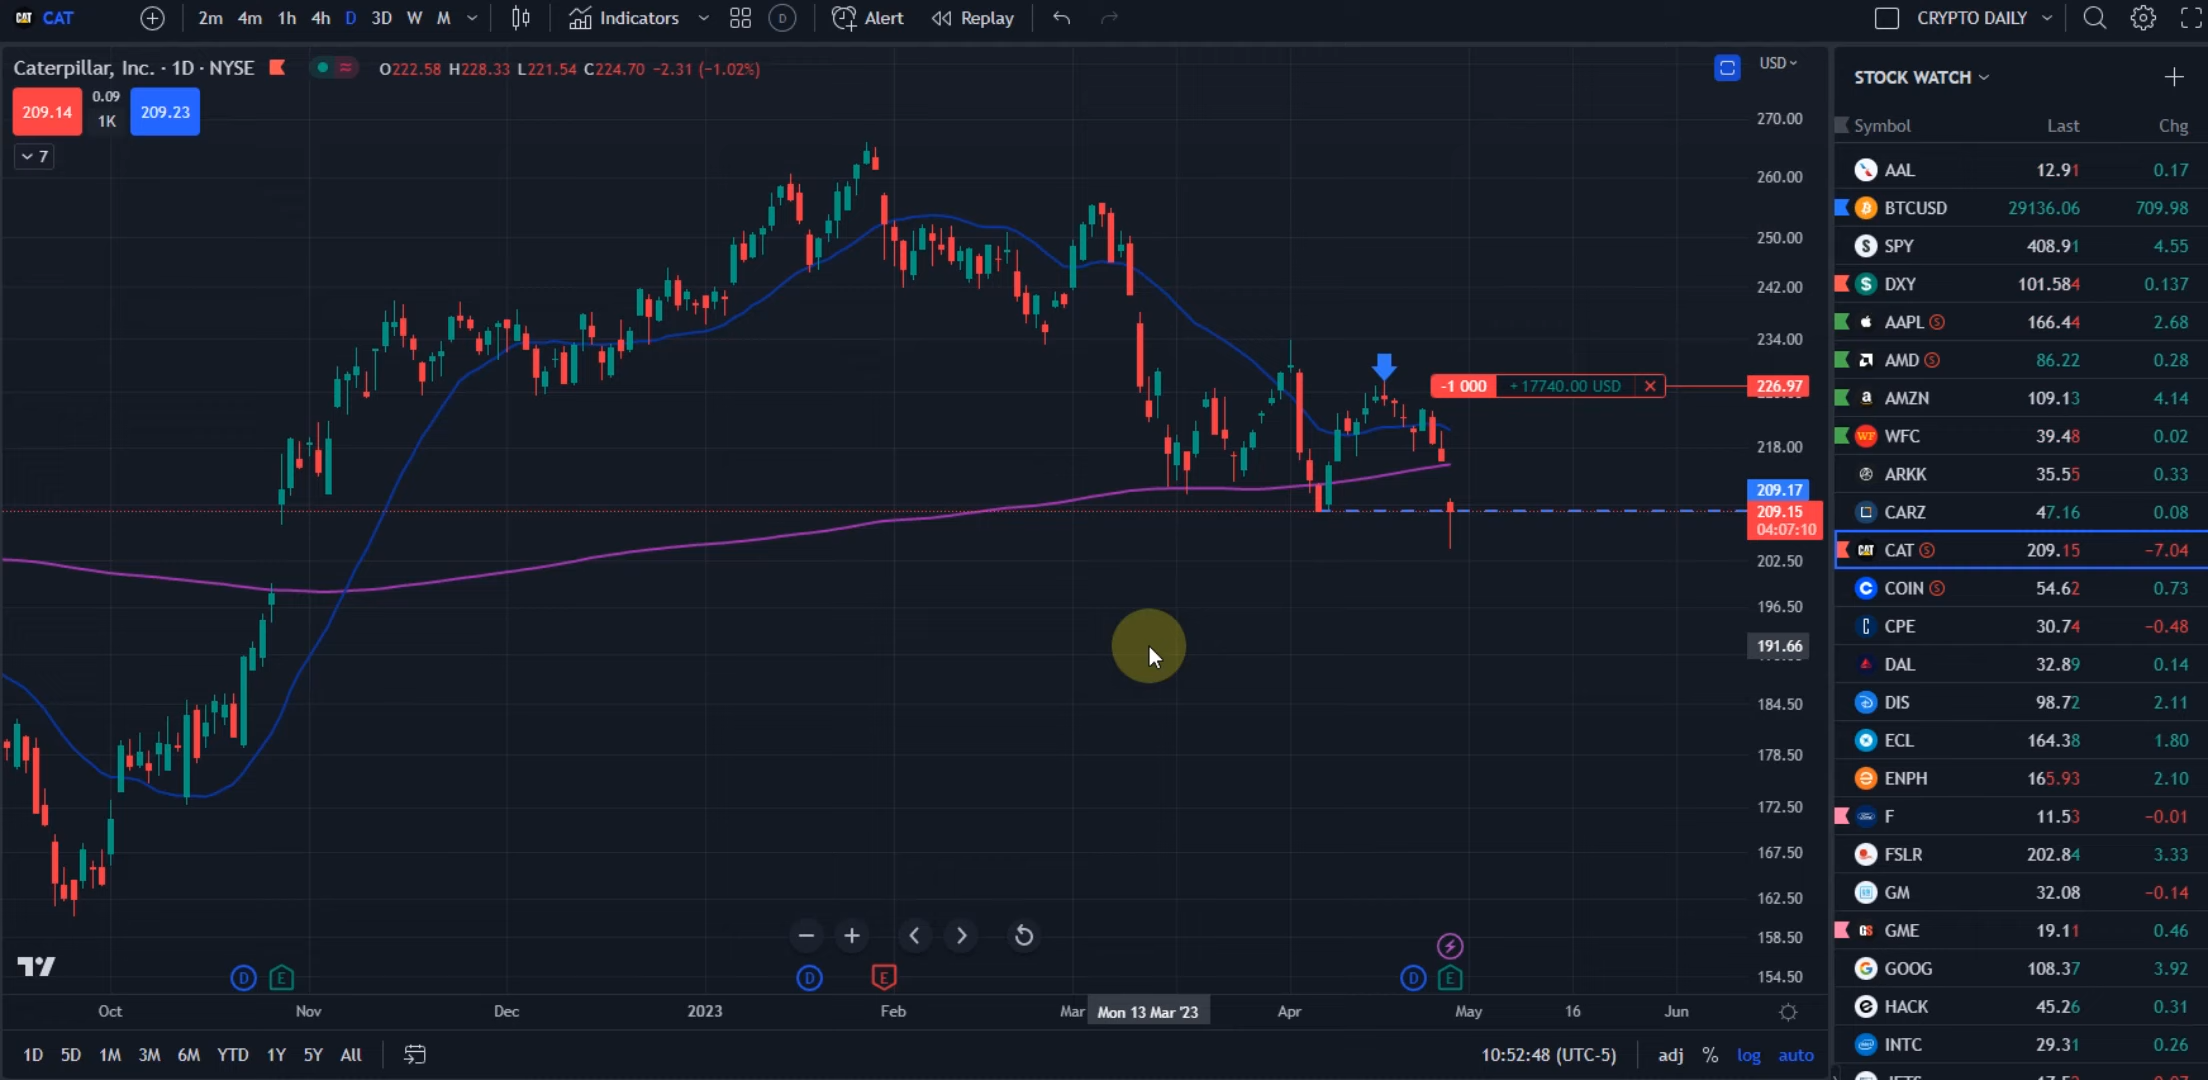 CAT CAT 2m 4m 1h 4h D 3D W M Indicators D Alert Replay CRYPTO DAILY
Caterpillar, Inc. · 1D · NYSE O222.58 H228.33 L221.54 C224.70 −2.31 (−1.02%) USD
209.14 0.09 1K 209.23
7
270.00
260.00
250.00
242.00
234.00
-1 000 +17740.00 USD 226.97
218.00
209.17
209.15
04:07:10
202.50
196.50
191.66
184.50
178.50
172.50
167.50
162.50
158.50
154.50
D E D E D E
Oct Nov Dec 2023 Feb Mar Mon 13 Mar '23 Apr May 16 Jun
1D 5D 1M 3M 6M YTD 1Y 5Y All 10:52:48 (UTC-5) adj % log auto
STOCK WATCH
Symbol Last Chg
AAL 12.91 0.17
BTCUSD 29136.06 709.98
SPY 408.91 4.55
DXY 101.584 0.137
AAPL S 166.44 2.68
AMD S 86.22 0.28
AMZN 109.13 4.14
WFC 39.48 0.02
ARKK 35.55 0.33
CARZ 47.16 0.08
CAT CAT S 209.15 −7.04
COIN S 54.62 0.73
CPE 30.74 −0.48
DAL 32.89 0.14
DIS 98.72 2.11
ECL 164.38 1.80
ENPH 165.93 2.10
F 11.53 −0.01
FSLR 202.84 3.33
GM 32.08 −0.14
GME 19.11 0.46
GOOG 108.37 3.92
HACK 45.26 0.31
INTC 29.31 0.26